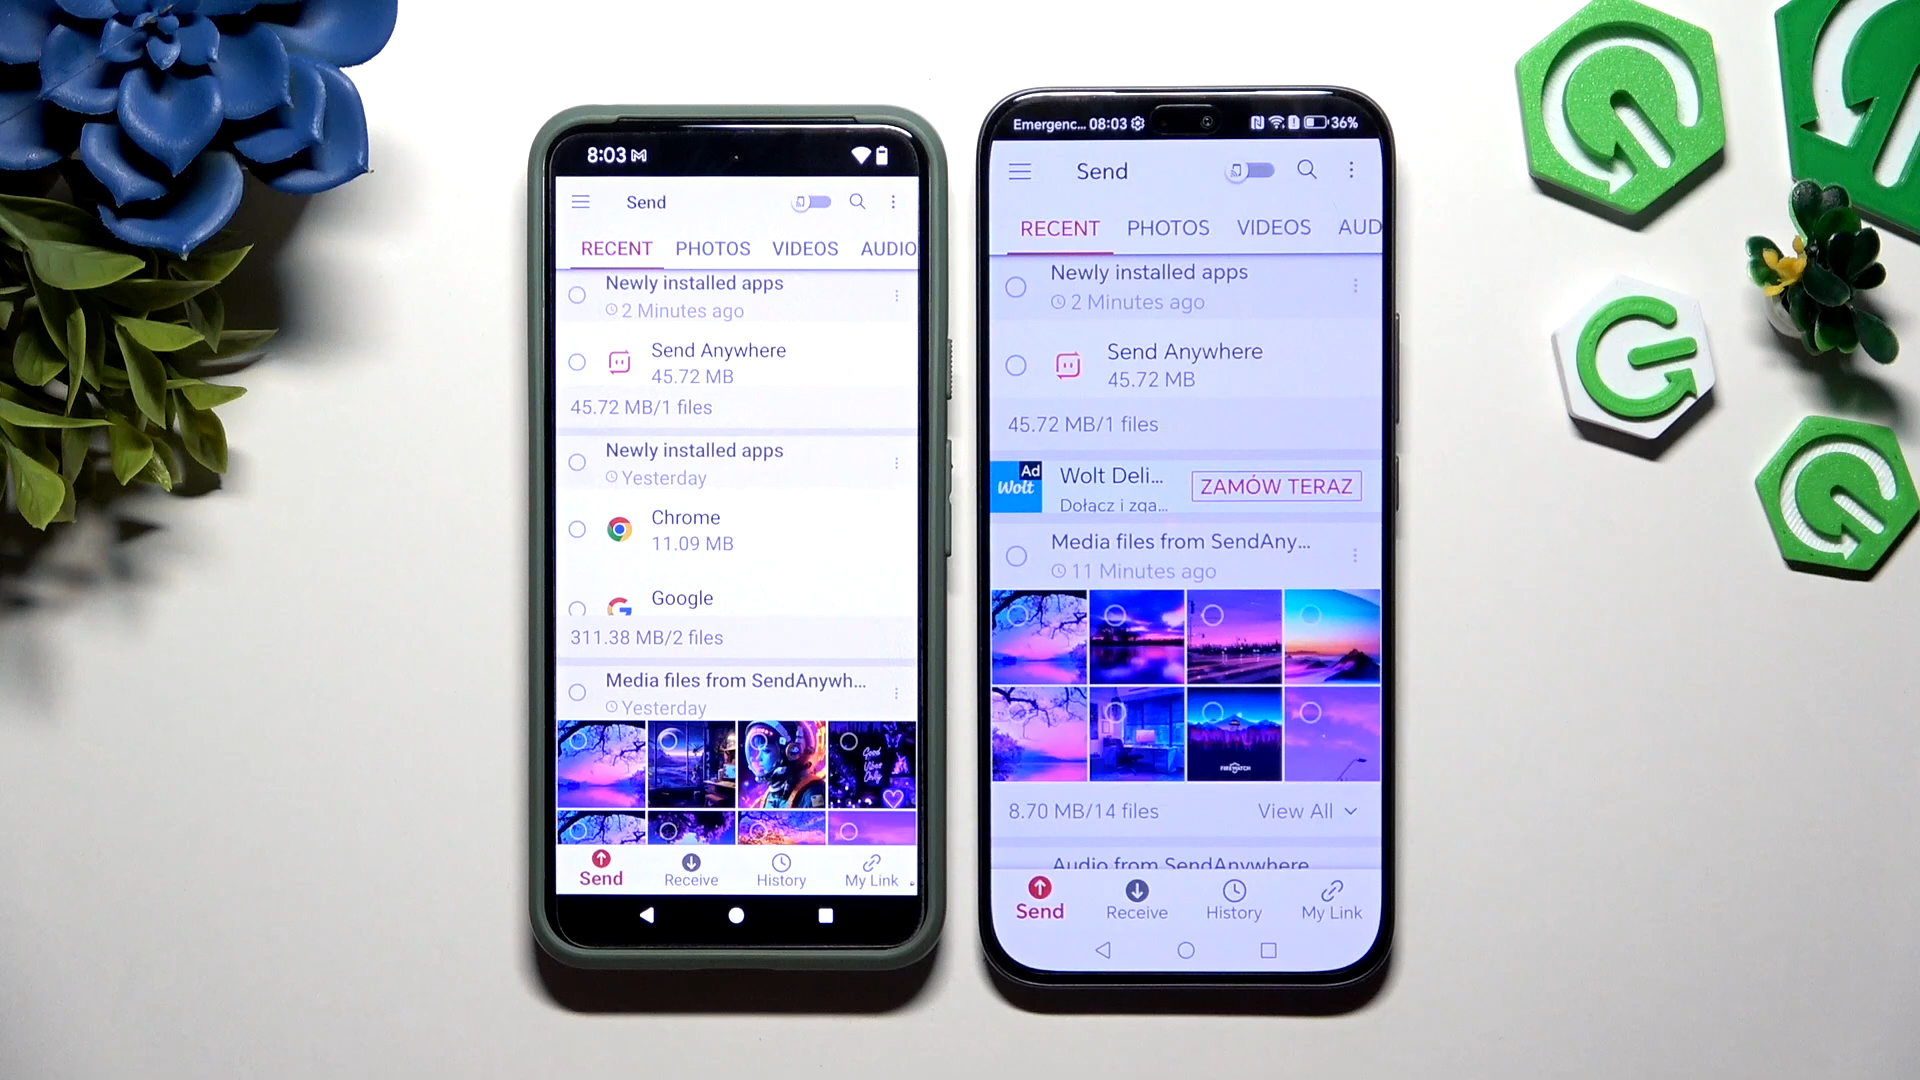 8:03
Send
RECENT PHOTOS VIDEOS AUDIO
Newly installed apps
2 Minutes ago
Send Anywhere
45.72 MB
45.72 MB/1 files
Newly installed apps
Yesterday
Chrome
11.09 MB
Google
311.38 MB/2 files
Media files from SendAnywh...
Yesterday
Good
Vibes
Only
Send Receive History My Link
Emergenc... 08:03 36%
Send
RECENT PHOTOS VIDEOS AUD
Newly installed apps
2 Minutes ago
Send Anywhere
45.72 MB
45.72 MB/1 files
Ad
Wolt
Wolt Deli...
Dołącz i zga...
ZAMÓW TERAZ
Media files from SendAny...
11 Minutes ago
FIREWATCH
8.70 MB/14 files View All
Audio from SendAnywhere
Send Receive History My Link